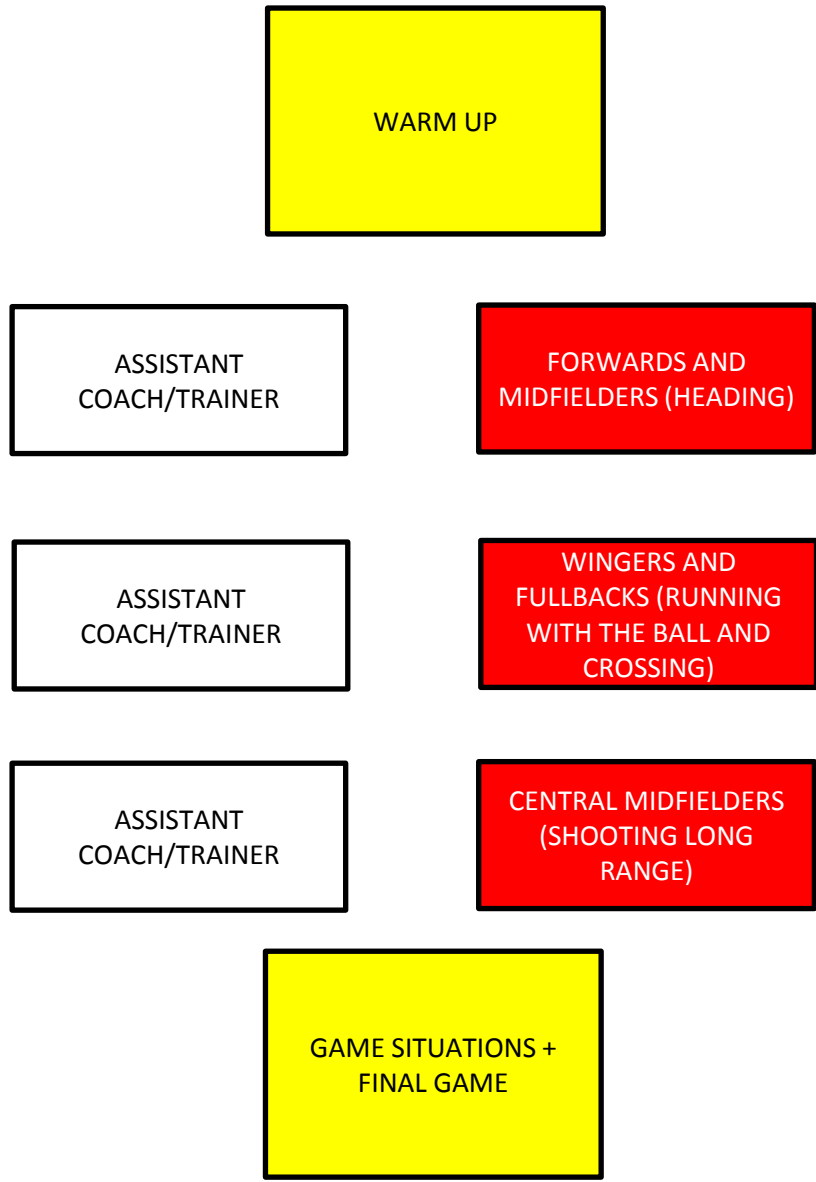 WARM UP
ASSISTANT
COACH/TRAINER
FORWARDS AND
MIDFIELDERS (HEADING)
ASSISTANT
COACH/TRAINER
WINGERS AND
FULLBACKS (RUNNING
WITH THE BALL AND
CROSSING)
ASSISTANT
COACH/TRAINER
CENTRAL MIDFIELDERS
(SHOOTING LONG
RANGE)
GAME SITUATIONS +
FINAL GAME